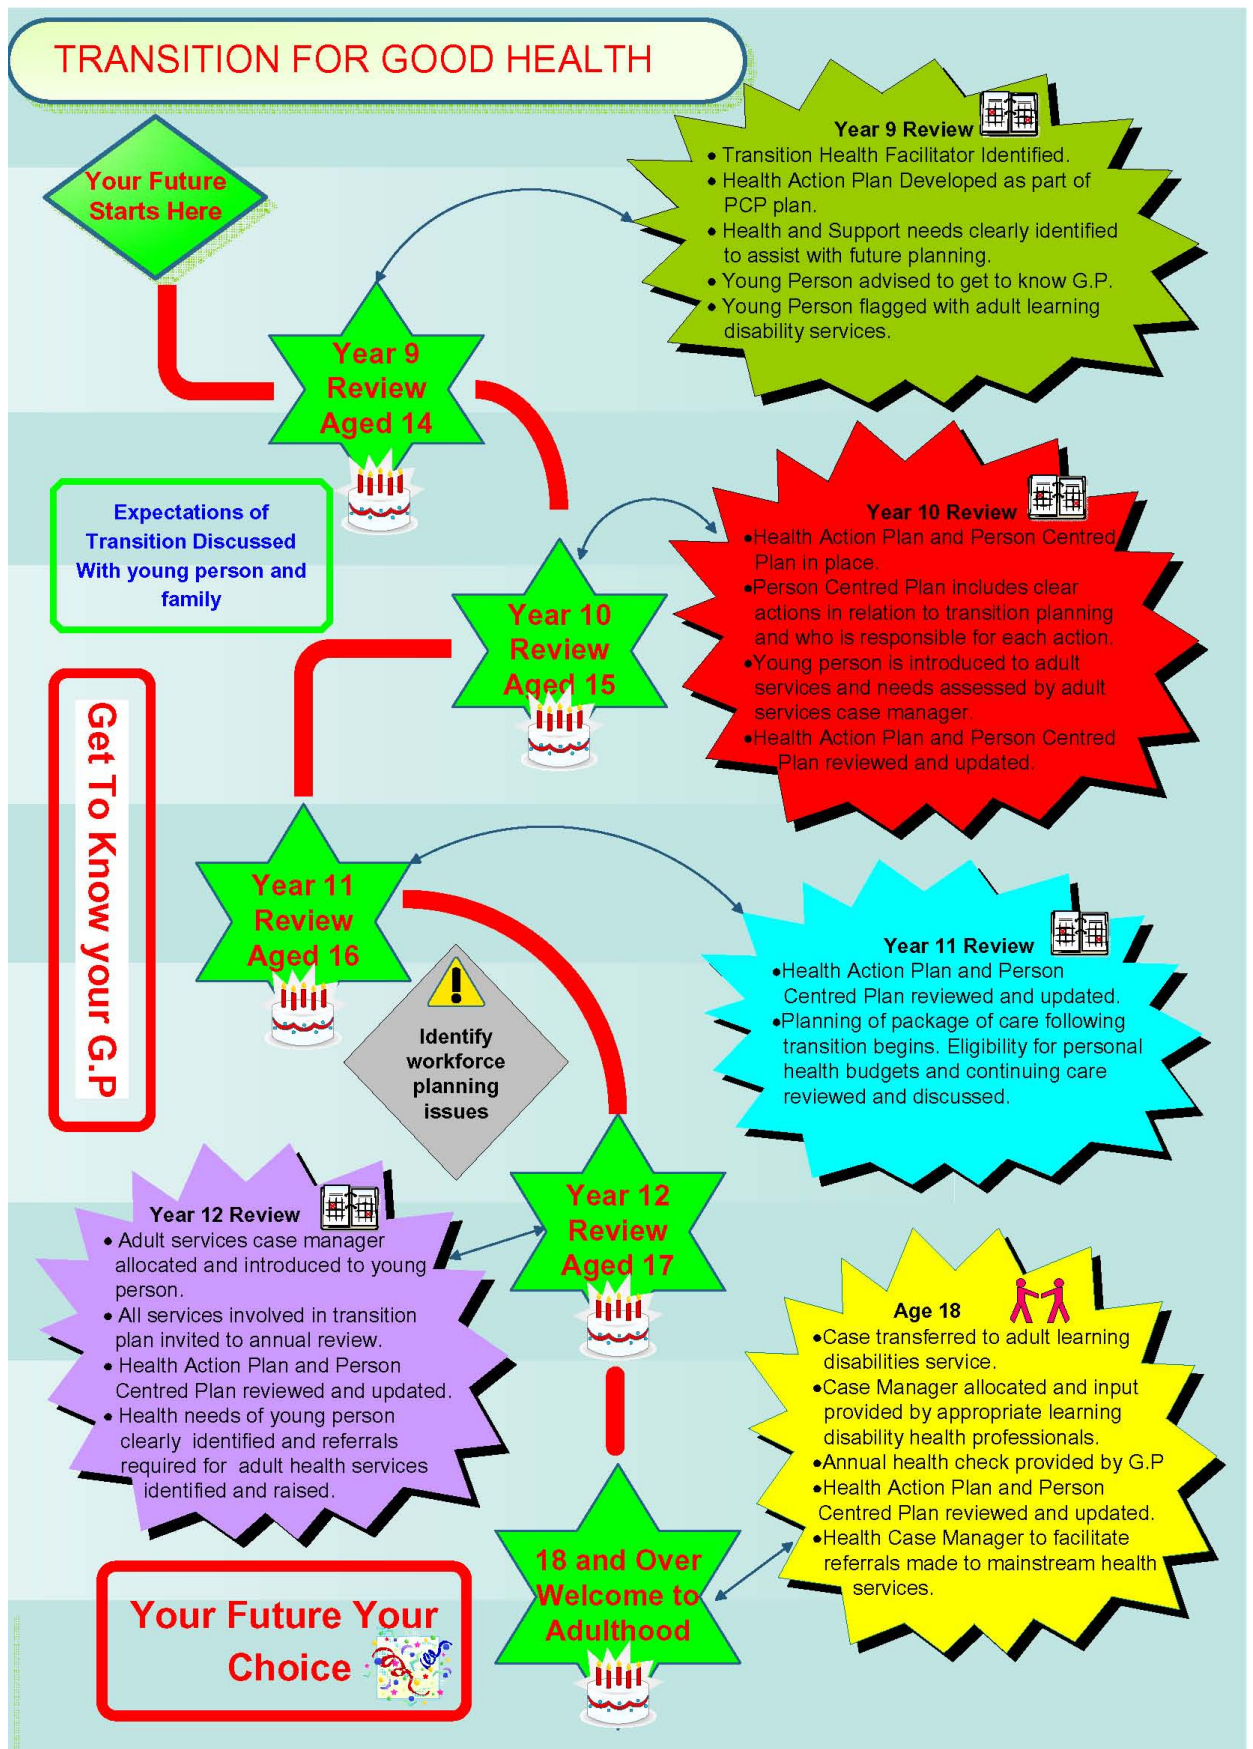 TRANSITION FOR GOOD HEALTH
Your Future
Starts Here
Year 9 Review
• Transition Health Facilitator Identified.
• Health Action Plan Developed as part of
PCP plan.
• Health and Support needs clearly identified
to assist with future planning.
• Young Person advised to get to know G.P.
• Young Person flagged with adult learning
disability services.
Year 9
Review
Aged 14
Expectations of
Transition Discussed
With young person and
family
Year 10 Review
•Health Action Plan and Person Centred
Plan in place.
•Person Centred Plan includes clear
actions in relation to transition planning
and who is responsible for each action.
•Young person is introduced to adult
services and needs assessed by adult
services case manager.
•Health Action Plan and Person Centred
Plan reviewed and updated.
Year 10
Review
Aged 15
Get To Know your G.P
Year 11
Review
Aged 16
Year 11 Review
•Health Action Plan and Person
Centred Plan reviewed and updated.
•Planning of package of care following
transition begins. Eligibility for personal
health budgets and continuing care
reviewed and discussed.
Identify
workforce
planning
issues
Year 12 Review
• Adult services case manager
allocated and introduced to young
person.
• All services involved in transition
plan invited to annual review.
• Health Action Plan and Person
Centred Plan reviewed and updated.
• Health needs of young person
clearly identified and referrals
required for adult health services
identified and raised.
Year 12
Review
Aged 17
Age 18
•Case transferred to adult learning
disabilities service.
•Case Manager allocated and input
provided by appropriate learning
disability health professionals.
•Annual health check provided by G.P
•Health Action Plan and Person
Centred Plan reviewed and updated.
•Health Case Manager to facilitate
referrals made to mainstream health
services.
18 and Over
Welcome to
Adulthood
Your Future Your
Choice